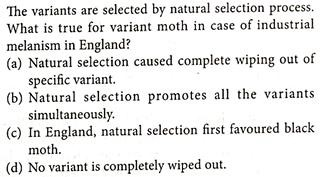 The variants are selected by natural selection process.
What is true for variant moth in case of industrial
melanism in England?
(a) Natural selection caused complete wiping out of
specific variant.
(b) Natural selection promotes all the variants
simultaneously.
(c) In England, natural selection first favoured black
moth.
(d) No variant is completely wiped out.